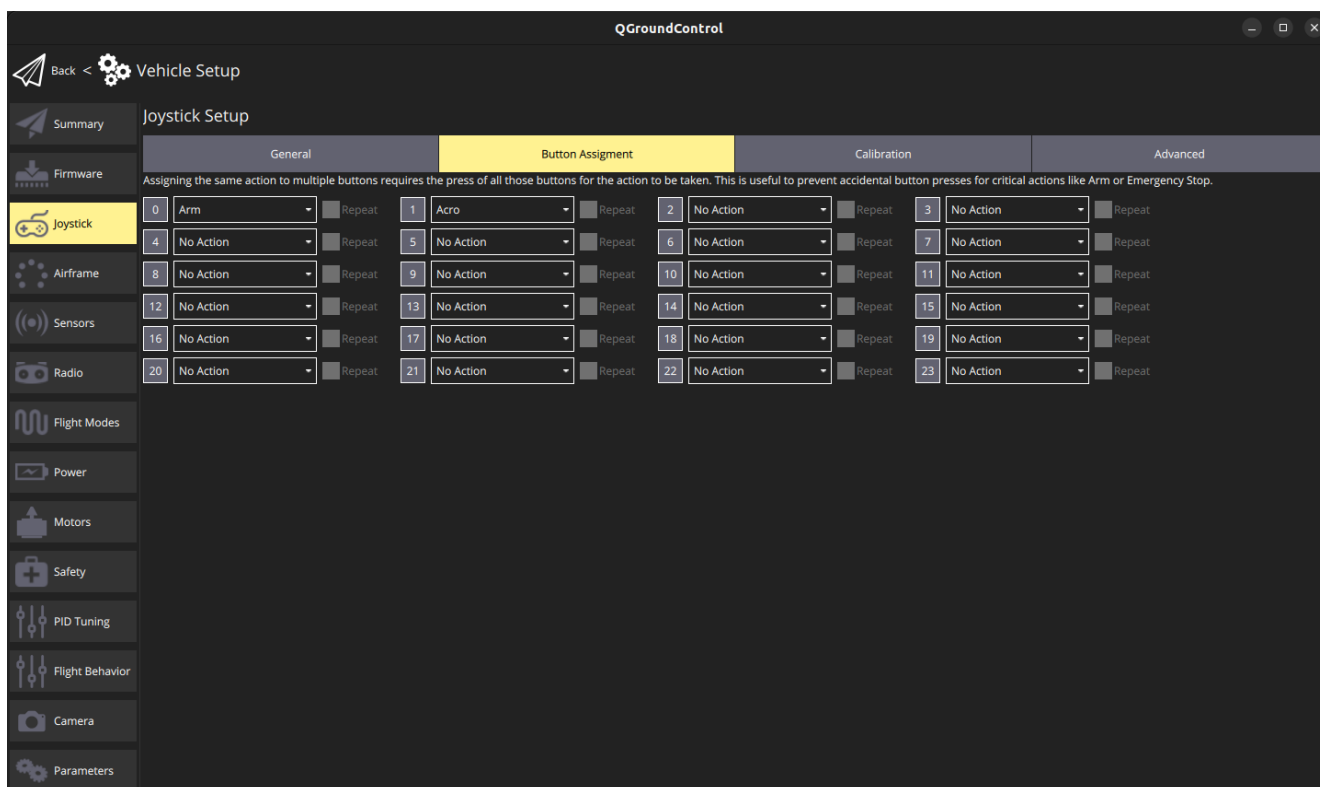 QGroundControl
Back < Vehicle Setup
Summary
Firmware
Joystick
Airframe
Sensors
Radio
Flight Modes
Power
Motors
Safety
PID Tuning
Flight Behavior
Camera
Parameters
Joystick Setup
General Button Assigment Calibration Advanced
Assigning the same action to multiple buttons requires the press of all those buttons for the action to be taken. This is useful to prevent accidental button presses for critical actions like Arm or Emergency Stop.
0 Arm Repeat 1 Acro Repeat 2 No Action Repeat 3 No Action Repeat
4 No Action Repeat 5 No Action Repeat 6 No Action Repeat 7 No Action Repeat
8 No Action Repeat 9 No Action Repeat 10 No Action Repeat 11 No Action Repeat
12 No Action Repeat 13 No Action Repeat 14 No Action Repeat 15 No Action Repeat
16 No Action Repeat 17 No Action Repeat 18 No Action Repeat 19 No Action Repeat
20 No Action Repeat 21 No Action Repeat 22 No Action Repeat 23 No Action Repeat